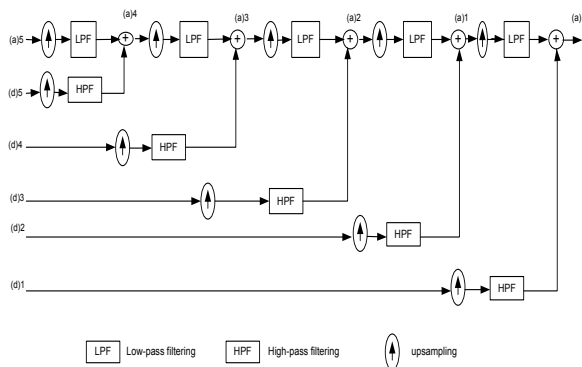 (a)4 (a)3 (a)2 (a)1 (a)
(a)5 LPF LPF LPF LPF LPF
(d)5 HPF
(d)4 HPF
(d)3 HPF
(d)2 HPF
(d)1 HPF
LPF Low-pass filtering HPF High-pass filtering upsampling